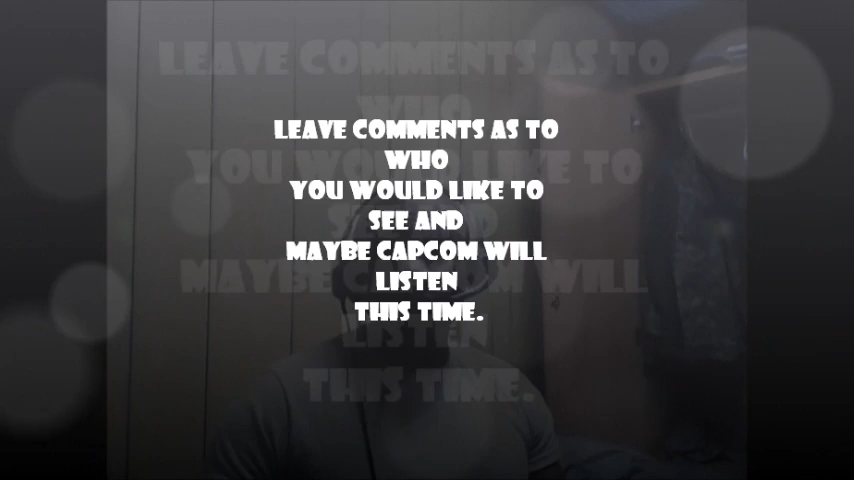 LEAVE COMMENTS AS TO
WHO
YOU WOULD LIKE TO
SEE AND
MAYBE CAPCOM WILL
LISTEN
THIS TIME.